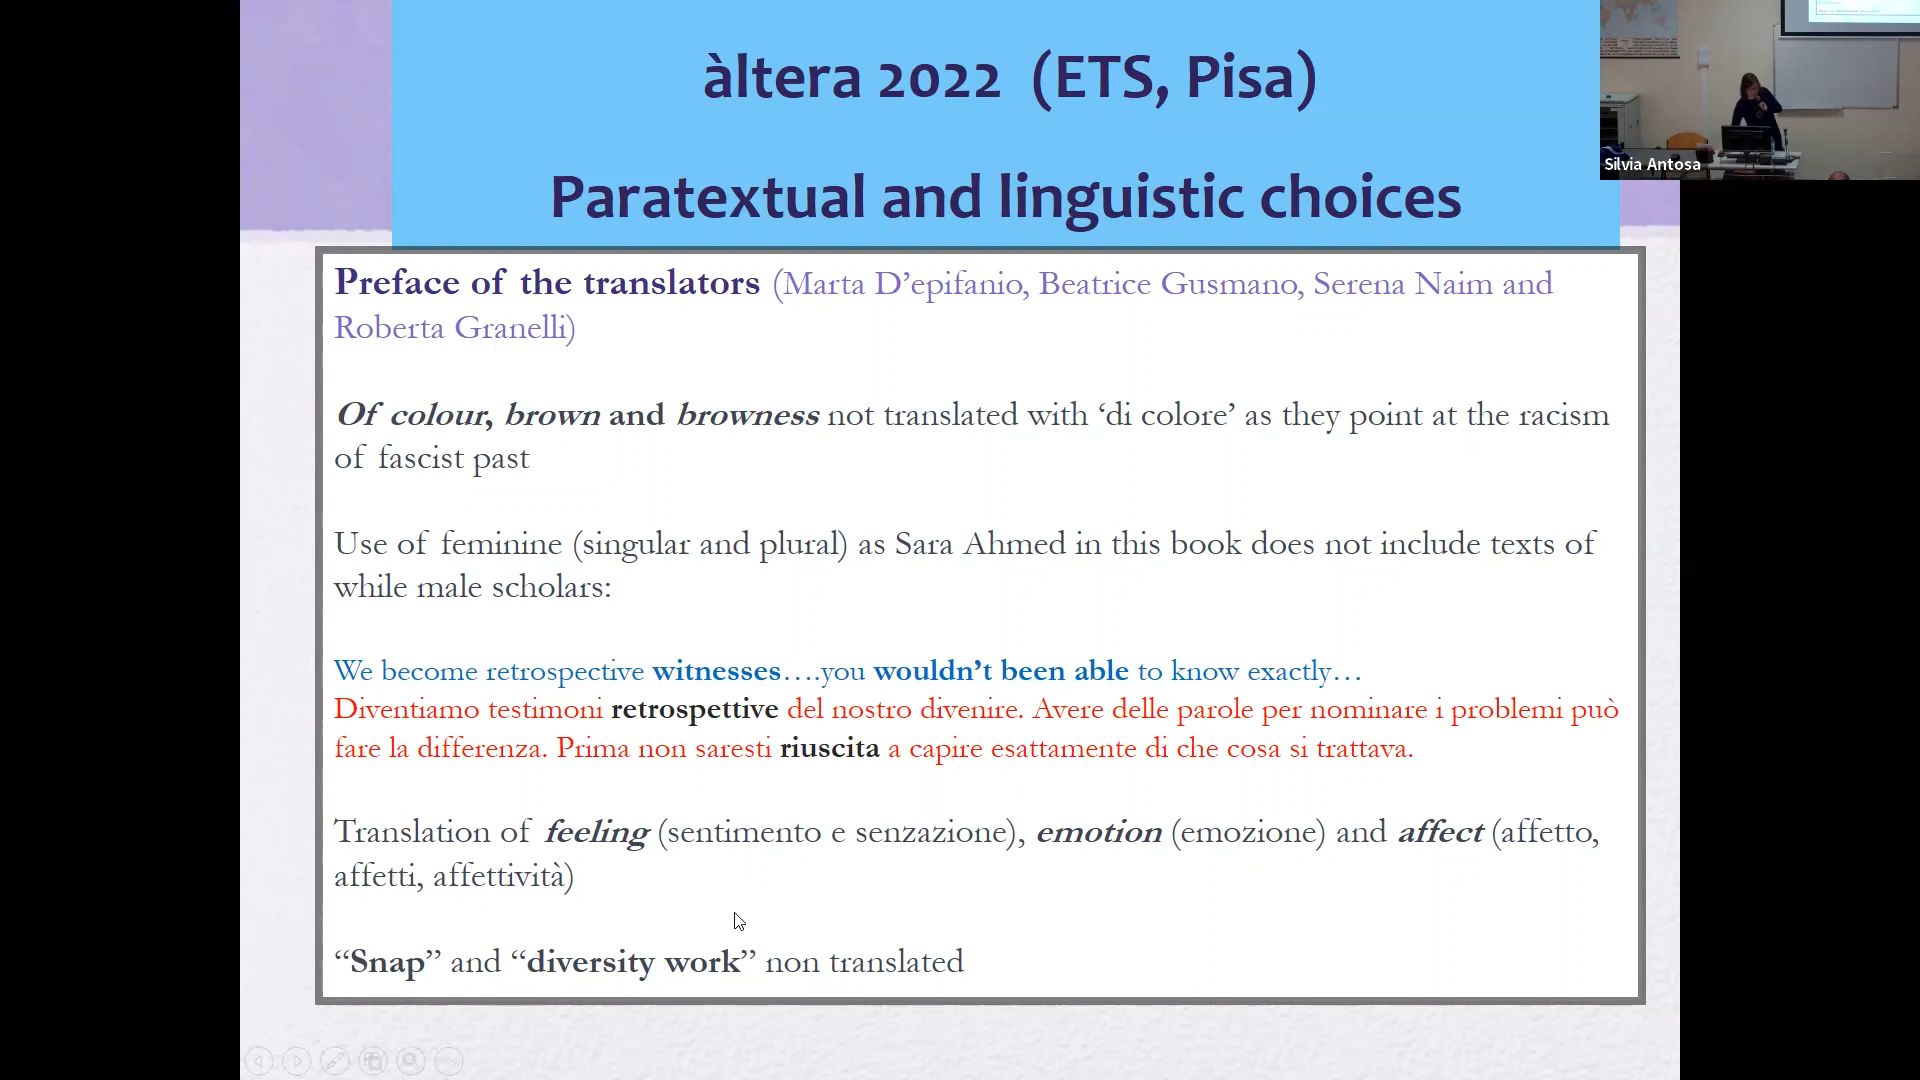 àltera 2022 (ETS, Pisa)
Paratextual and linguistic choices
Silvia Antosa
Preface of the translators (Marta D’epifanio, Beatrice Gusmano, Serena Naim and
Roberta Granelli)
Of colour, brown and browness not translated with ‘di colore’ as they point at the racism
of fascist past
Use of feminine (singular and plural) as Sara Ahmed in this book does not include texts of
while male scholars:
We become retrospective witnesses….you wouldn’t been able to know exactly…
Diventiamo testimoni retrospettive del nostro divenire. Avere delle parole per nominare i problemi può
fare la differenza. Prima non saresti riuscita a capire esattamente di che cosa si trattava.
Translation of feeling (sentimento e senzazione), emotion (emozione) and affect (affetto,
affetti, affettività)
“Snap” and “diversity work” non translated